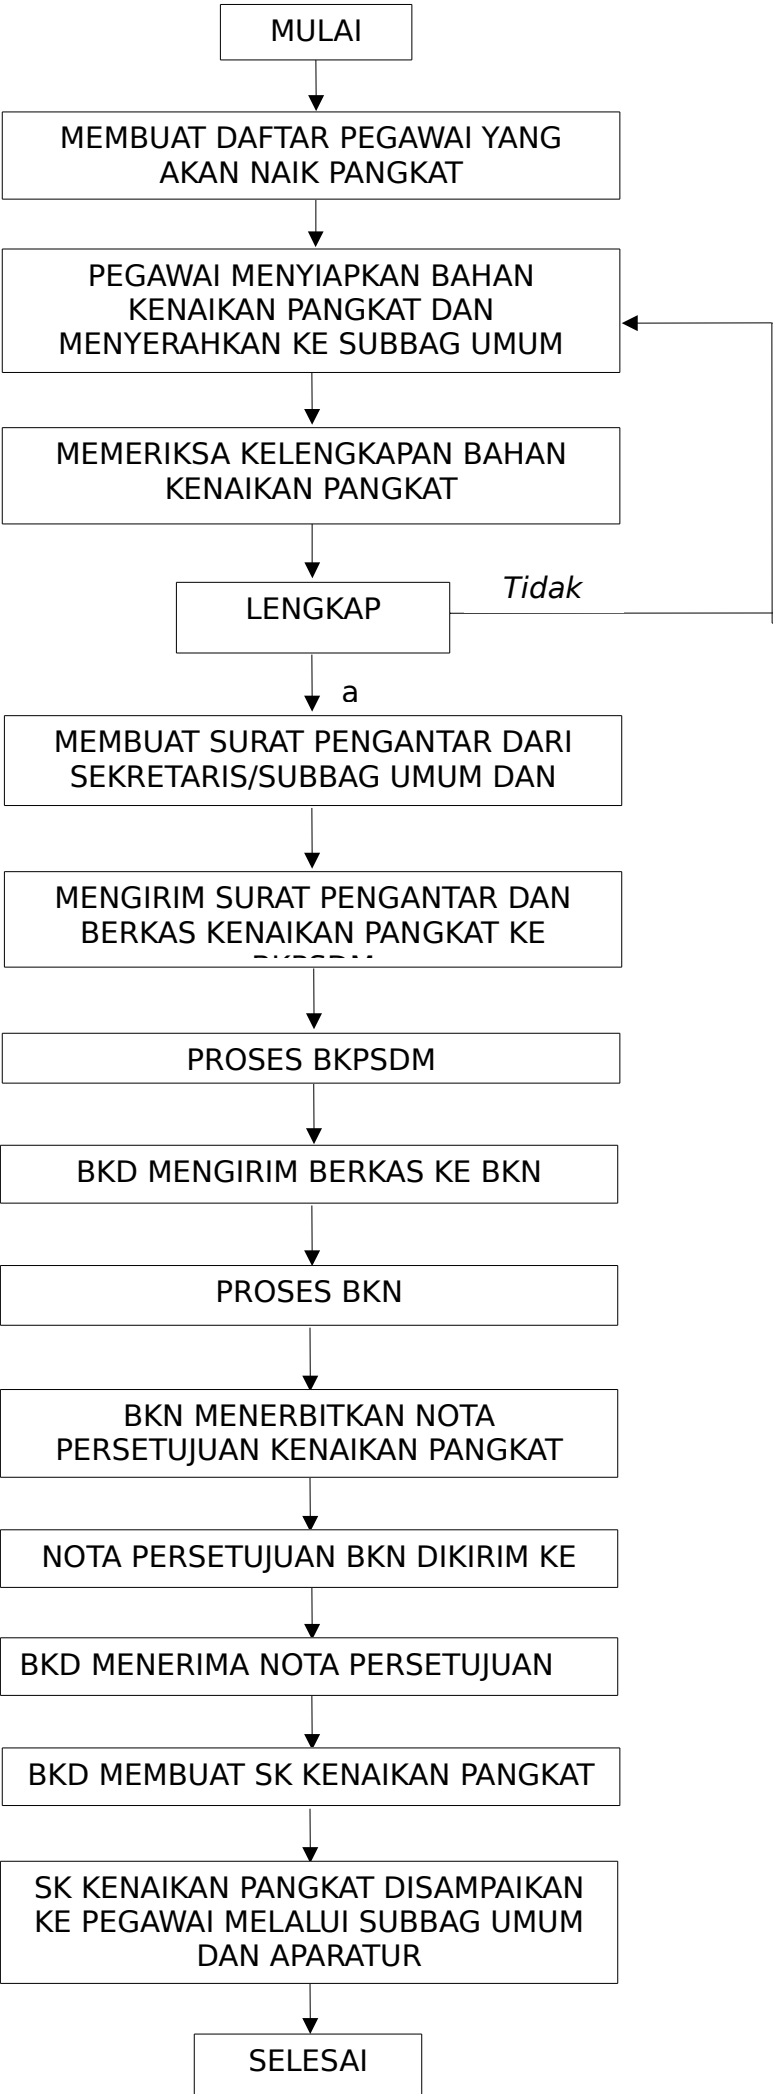 MULAI
MEMBUAT DAFTAR PEGAWAI YANG
AKAN NAIK PANGKAT
PEGAWAI MENYIAPKAN BAHAN
KENAIKAN PANGKAT DAN
MENYERAHKAN KE SUBBAG UMUM
MEMERIKSA KELENGKAPAN BAHAN
KENAIKAN PANGKAT
Tidak
LENGKAP
a
MEMBUAT SURAT PENGANTAR DARI
SEKRETARIS/SUBBAG UMUM DAN
MENGIRIM SURAT PENGANTAR DAN
BERKAS KENAIKAN PANGKAT KE
PROSES BKPSDM
BKD MENGIRIM BERKAS KE BKN
PROSES BKN
BKN MENERBITKAN NOTA
PERSETUJUAN KENAIKAN PANGKAT
NOTA PERSETUJUAN BKN DIKIRIM KE
BKD MENERIMA NOTA PERSETUJUAN
BKD MEMBUAT SK KENAIKAN PANGKAT
SK KENAIKAN PANGKAT DISAMPAIKAN
KE PEGAWAI MELALUI SUBBAG UMUM
DAN APARATUR
SELESAI